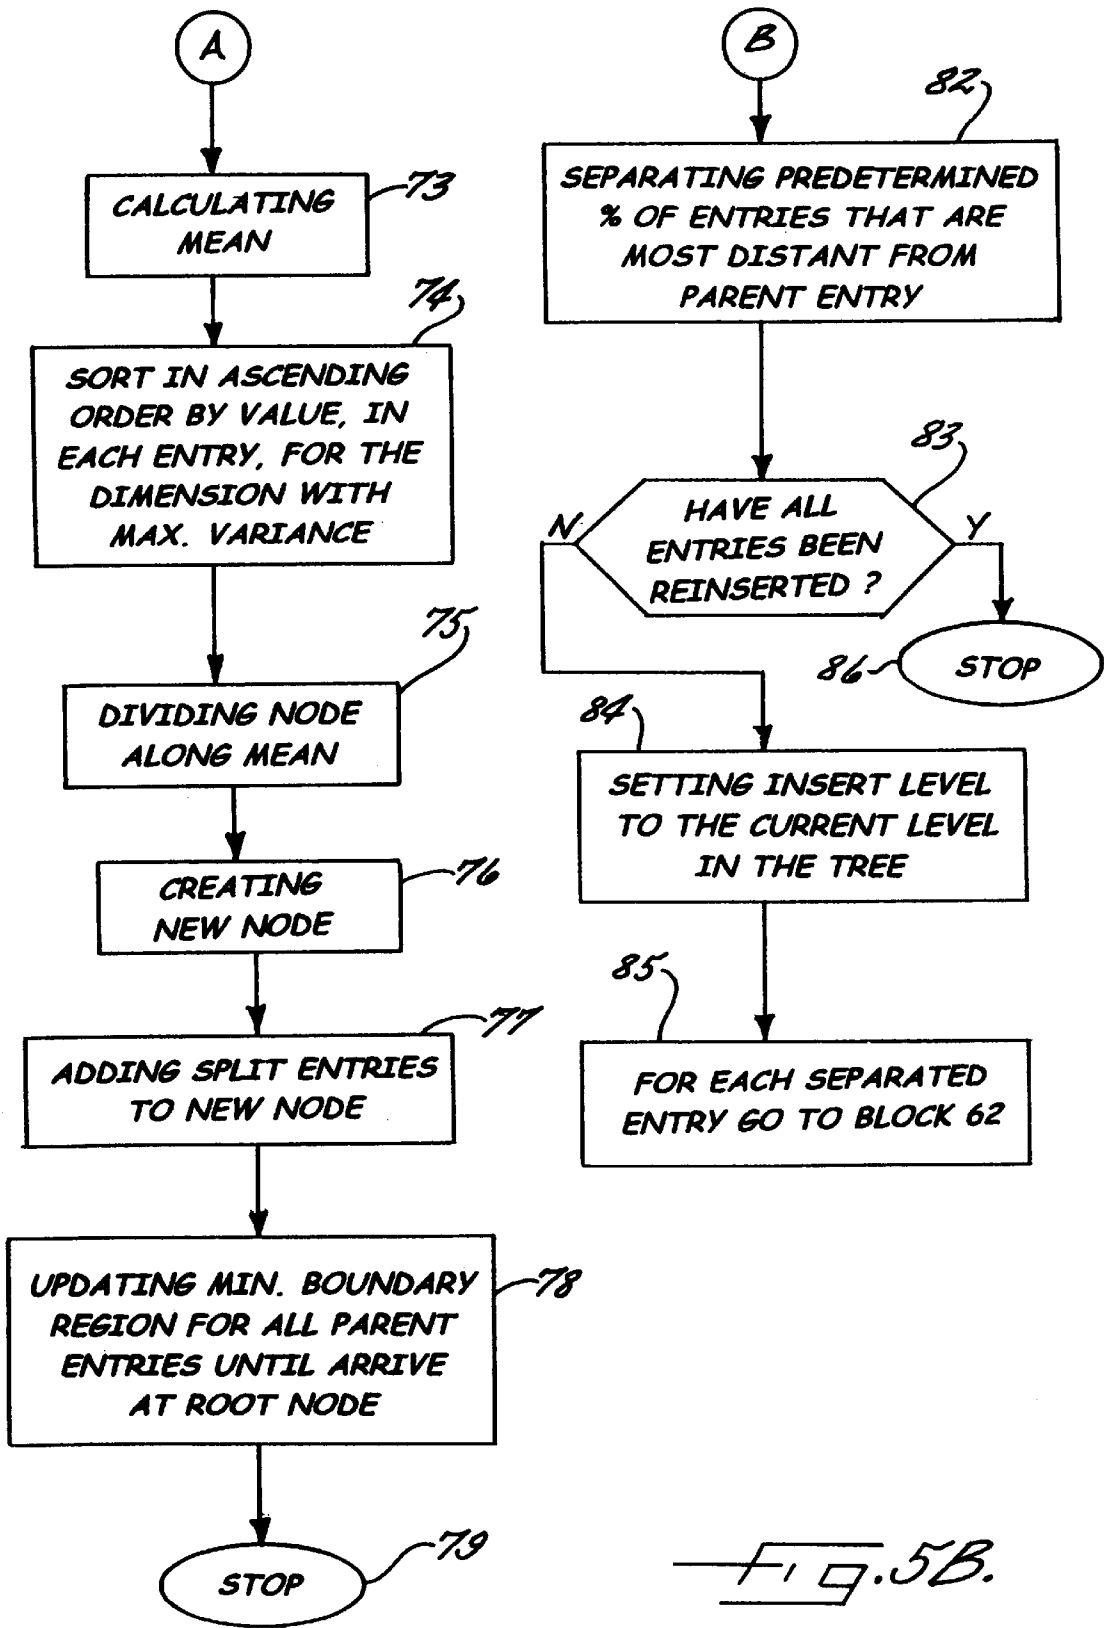 A
73
CALCULATING
MEAN
74
SORT IN ASCENDING
ORDER BY VALUE, IN
EACH ENTRY, FOR THE
DIMENSION WITH
MAX. VARIANCE
75
DIVIDING NODE
ALONG MEAN
76
CREATING
NEW NODE
77
ADDING SPLIT ENTRIES
TO NEW NODE
78
UPDATING MIN. BOUNDARY
REGION FOR ALL PARENT
ENTRIES UNTIL ARRIVE
AT ROOT NODE
79
STOP
B
82
SEPARATING PREDETERMINED
% OF ENTRIES THAT ARE
MOST DISTANT FROM
PARENT ENTRY
83
HAVE ALL
ENTRIES BEEN
REINSERTED ?
N
Y
86
STOP
84
SETTING INSERT LEVEL
TO THE CURRENT LEVEL
IN THE TREE
85
FOR EACH SEPARATED
ENTRY GO TO BLOCK 62
Fig. 5B.